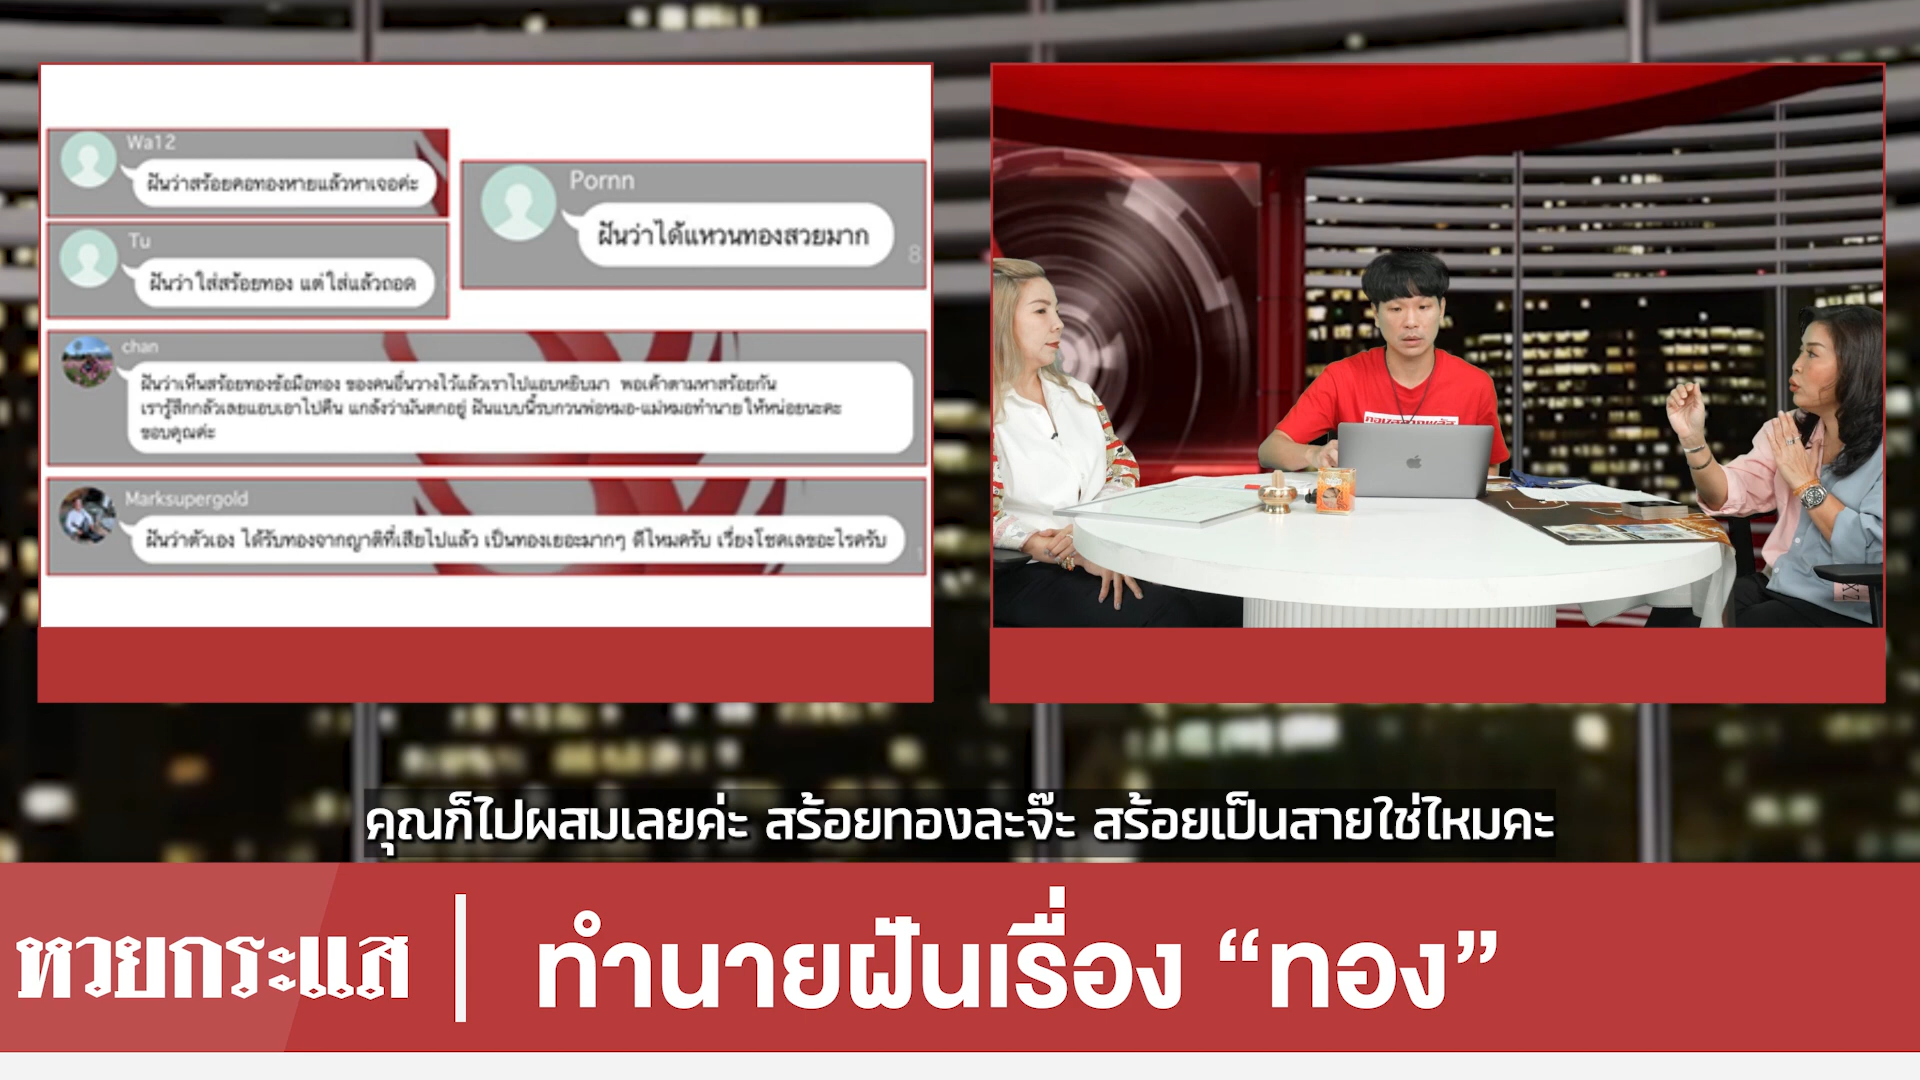 Wa12
ฝันว่าสร้อยคอทองหายแล้วหาเจอค่ะ
Tu
ฝันว่าใส่สร้อยทอง แต่ใส่แล้วถอด
Pornn
ฝันว่าได้แหวนทองสวยมาก
8
chan
ฝันว่าเห็นสร้อยทองข้อมือทอง ของคนอื่นวางไว้แล้วเราไปแอบหยิบมา พอเค้าตามหาสร้อยกัน
เรารู้สึกกลัวเลยแอบเอาไปคืน แกล้งว่ามันตกอยู่ ฝันแบบนี้รบกวนพ่อหมอ-แม่หมอทำนายให้หน่อยนะคะ
ขอบคุณค่ะ
Marksupergold
ฝันว่าตัวเอง ได้รับทองจากญาติที่เสียไปแล้ว เป็นทองเยอะมากๆ ดีไหมครับ เวี่ยงโชคเลขอะไรครับ
คุณก็ไปผสมเลยค่ะ สร้อยทองละจ๊ะ สร้อยเป็นสายใช่ไหมคะ
หวยกระแส
ทำนายฝันเรื่อง “ทอง”